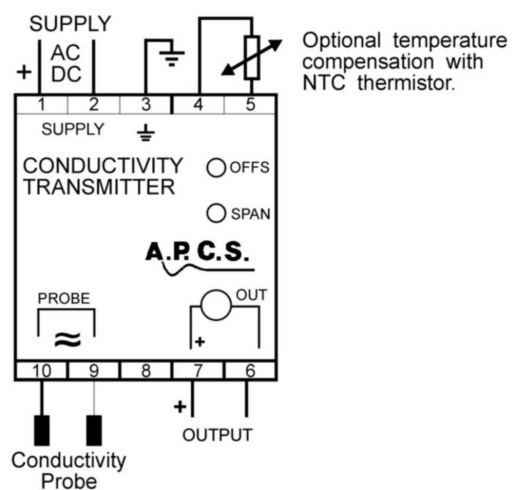 SUPPLY
AC
DC
+
Optional temperature
compensation with
NTC thermistor.
1 2 3 4 5
SUPPLY
CONDUCTIVITY
TRANSMITTER
OFFS
SPAN
A.P.C.S.
PROBE
OUT
≈
+
10 9 8 7 6
+
OUTPUT
Conductivity
Probe